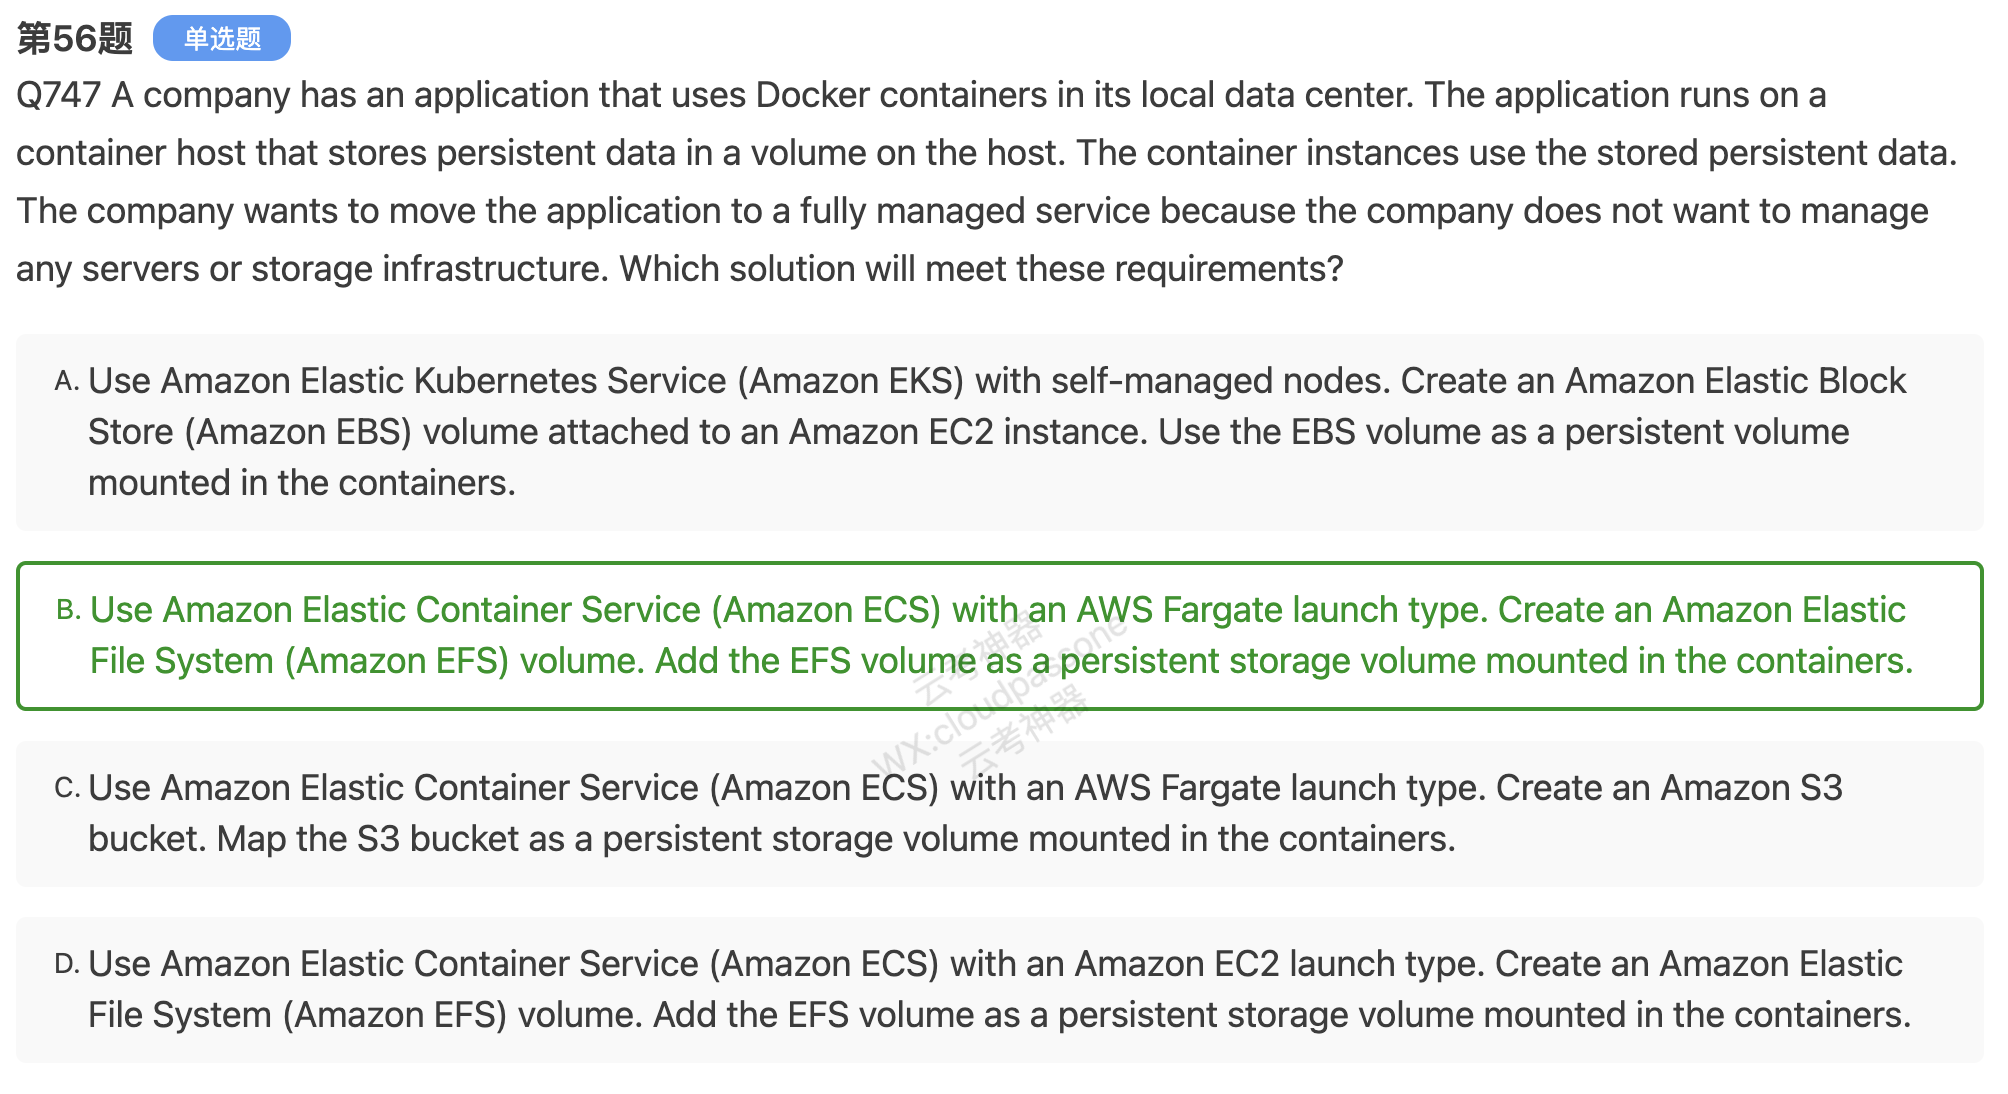 第56题 单选题
Q747 A company has an application that uses Docker containers in its local data center. The application runs on a
container host that stores persistent data in a volume on the host. The container instances use the stored persistent data.
The company wants to move the application to a fully managed service because the company does not want to manage
any servers or storage infrastructure. Which solution will meet these requirements?
A. Use Amazon Elastic Kubernetes Service (Amazon EKS) with self-managed nodes. Create an Amazon Elastic Block
Store (Amazon EBS) volume attached to an Amazon EC2 instance. Use the EBS volume as a persistent volume
mounted in the containers.
B. Use Amazon Elastic Container Service (Amazon ECS) with an AWS Fargate launch type. Create an Amazon Elastic
File System (Amazon EFS) volume. Add the EFS volume as a persistent storage volume mounted in the containers.
云考神器
WX:cloudpassone
云考神器
C. Use Amazon Elastic Container Service (Amazon ECS) with an AWS Fargate launch type. Create an Amazon S3
bucket. Map the S3 bucket as a persistent storage volume mounted in the containers.
D. Use Amazon Elastic Container Service (Amazon ECS) with an Amazon EC2 launch type. Create an Amazon Elastic
File System (Amazon EFS) volume. Add the EFS volume as a persistent storage volume mounted in the containers.